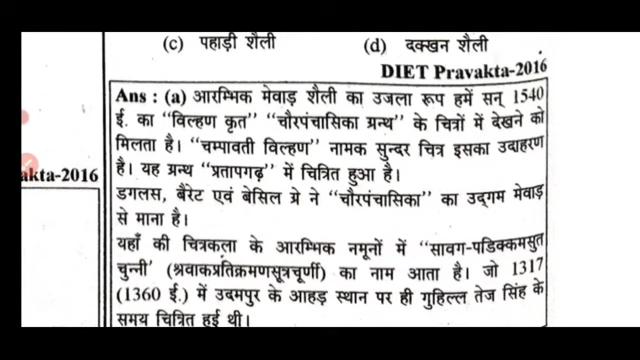 (c) पहाड़ी शैली (d) दक्खन शैली
DIET Pravakta-2016
Ans : (a) आरम्भिक मेवाड़ शैली का उजला रूप हमें सन् 1540
ई. का "विल्हण कृत" "चौरपंचासिका ग्रन्थ" के चित्रों में देखने को
मिलता है। "चम्पावती विल्हण" नामक सुन्दर चित्र इसका उदाहरण
है। यह ग्रन्थ "प्रतापगढ़" में चित्रित हुआ है।
akta-2016
डगलस, बैरेट एवं बेसिल ग्रे ने "चौरपंचासिका" का उद्गम मेवाड़
से माना है।
यहाँ की चित्रकला के आरम्भिक नमूनों में "सावग-पडिक्कमसुत
चुन्नी' (श्रवाकप्रतिक्रमणसूत्रचूर्णी) का नाम आता है। जो 1317
(1360 ई.) में उदमपुर के आहड़ स्थान पर ही गुहिल्ल तेज सिंह के
समय चित्रित हुई थी।